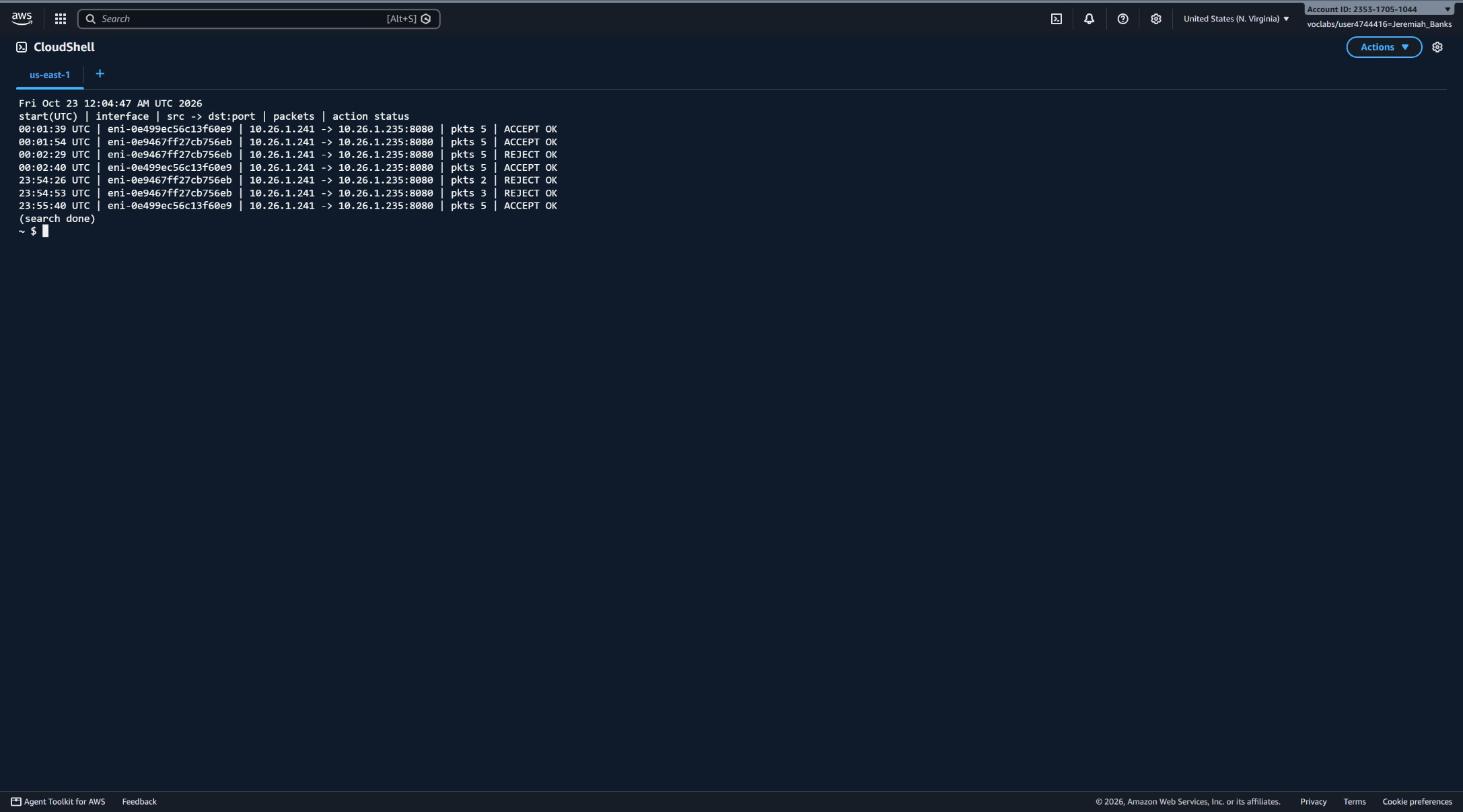 aws
Search
[Alt+S]
United States (N. Virginia) ▼
Account ID: 2353-1705-1044 ▼
voclabs/user4744416=Jeremiah_Banks
CloudShell
Actions ▼
us-east-1
+
Fri Oct 23 12:04:47 AM UTC 2026
start(UTC) | interface | src -> dst:port | packets | action status
00:01:39 UTC | eni-0e499ec56c13f60e9 | 10.26.1.241 -> 10.26.1.235:8080 | pkts 5 | ACCEPT OK
00:01:54 UTC | eni-0e9467ff27cb756eb | 10.26.1.241 -> 10.26.1.235:8080 | pkts 5 | ACCEPT OK
00:02:29 UTC | eni-0e9467ff27cb756eb | 10.26.1.241 -> 10.26.1.235:8080 | pkts 5 | REJECT OK
00:02:40 UTC | eni-0e499ec56c13f60e9 | 10.26.1.241 -> 10.26.1.235:8080 | pkts 5 | ACCEPT OK
23:54:26 UTC | eni-0e9467ff27cb756eb | 10.26.1.241 -> 10.26.1.235:8080 | pkts 2 | REJECT OK
23:54:53 UTC | eni-0e9467ff27cb756eb | 10.26.1.241 -> 10.26.1.235:8080 | pkts 3 | REJECT OK
23:55:40 UTC | eni-0e499ec56c13f60e9 | 10.26.1.241 -> 10.26.1.235:8080 | pkts 5 | ACCEPT OK
(search done)
~ $
Agent Toolkit for AWS
Feedback
© 2026, Amazon Web Services, Inc. or its affiliates.
Privacy
Terms
Cookie preferences